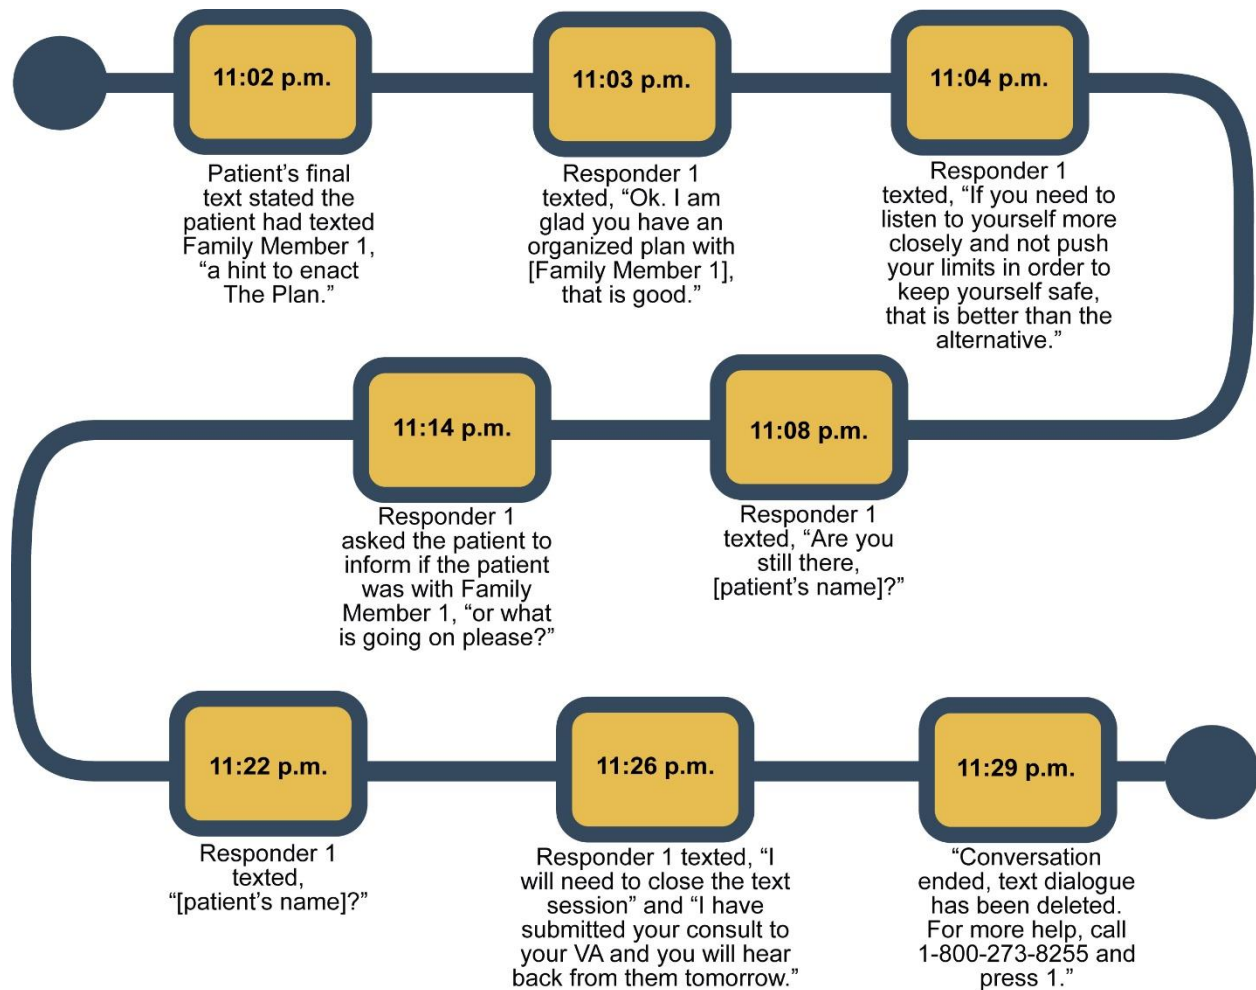 11:02 p.m.
Patient’s final
text stated the
patient had texted
Family Member 1,
“a hint to enact
The Plan.”
11:03 p.m.
Responder 1
texted, “Ok. I am
glad you have an
organized plan with
[Family Member 1],
that is good.”
11:04 p.m.
Responder 1
texted, “If you need to
listen to yourself more
closely and not push
your limits in order to
keep yourself safe,
that is better than the
alternative.”
11:08 p.m.
Responder 1
texted, “Are you
still there,
[patient’s name]?”
11:14 p.m.
Responder 1
asked the patient to
inform if the patient
was with Family
Member 1, “or what
is going on please?”
11:22 p.m.
Responder 1
texted,
“[patient’s name]?”
11:26 p.m.
Responder 1 texted, “I
will need to close the text
session” and “I have
submitted your consult to
your VA and you will hear
back from them tomorrow.”
11:29 p.m.
“Conversation
ended, text dialogue
has been deleted.
For more help, call
1-800-273-8255 and
press 1.”